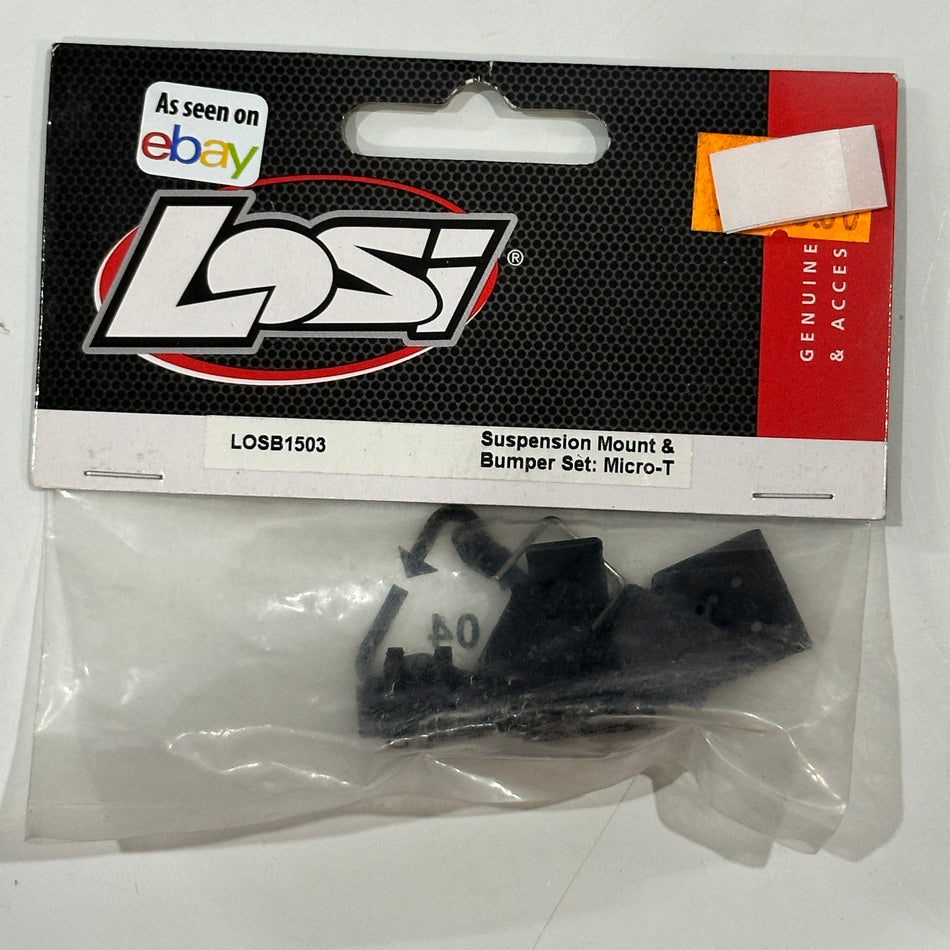 As seen on
ebay
Losi®
GENUINE
& ACCES
LOSB1503
Suspension Mount &
Bumper Set: Micro-T
04